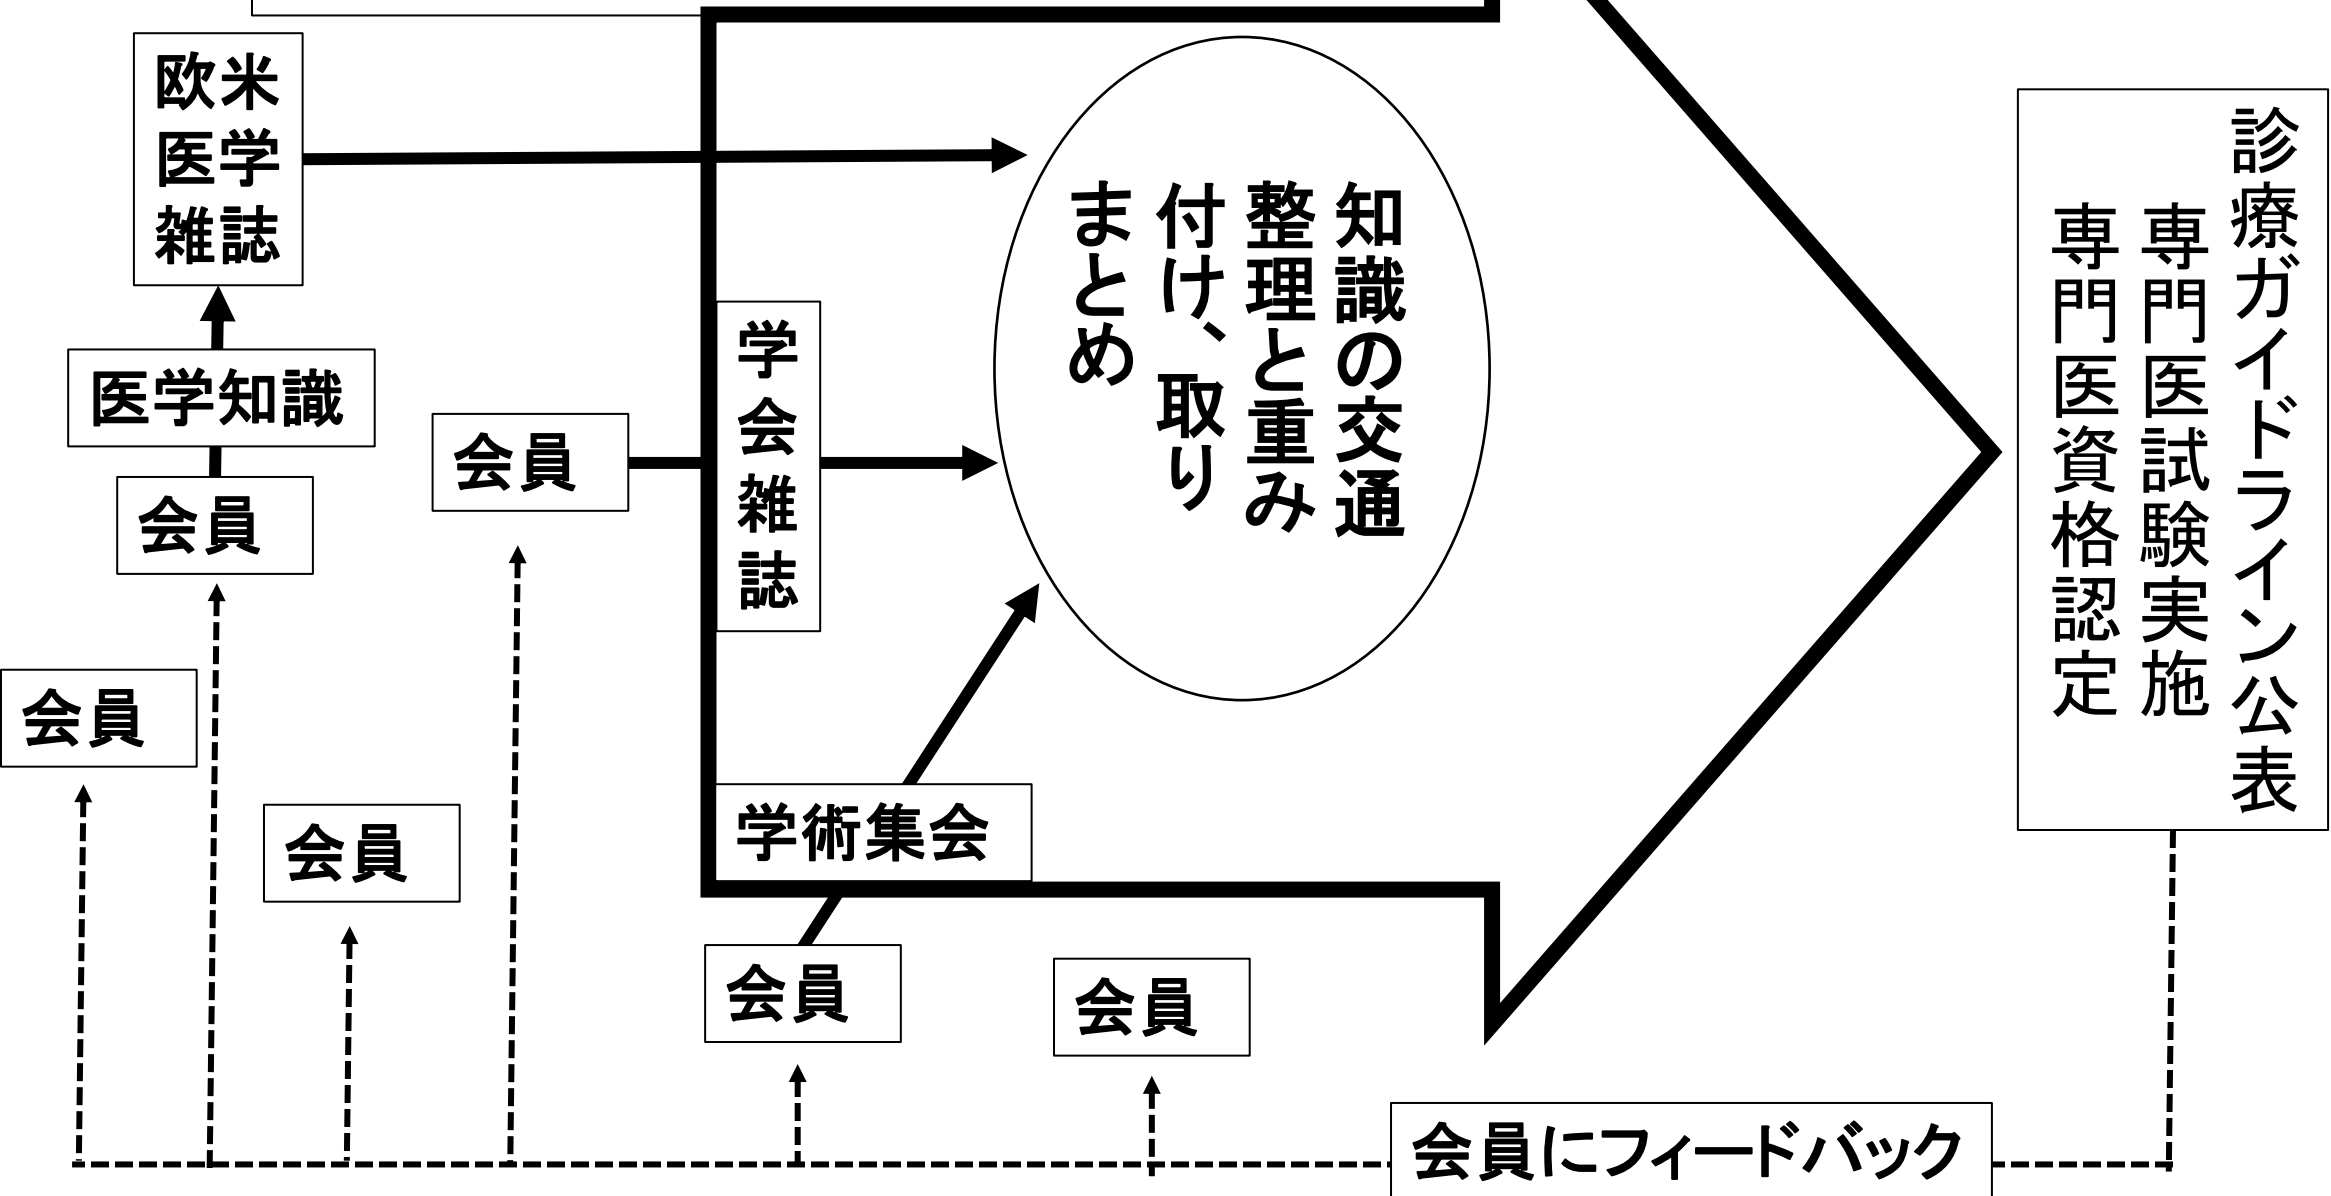 欧米
医学
雑誌
医学知識
会員
会員
会員
会員
学会雑誌
知識の交通
整理と重み
付け、取り
まとめ
学術集会
会員
会員
診療ガイドライン公表
専門医試験実施
専門医資格認定
会員にフィードバック